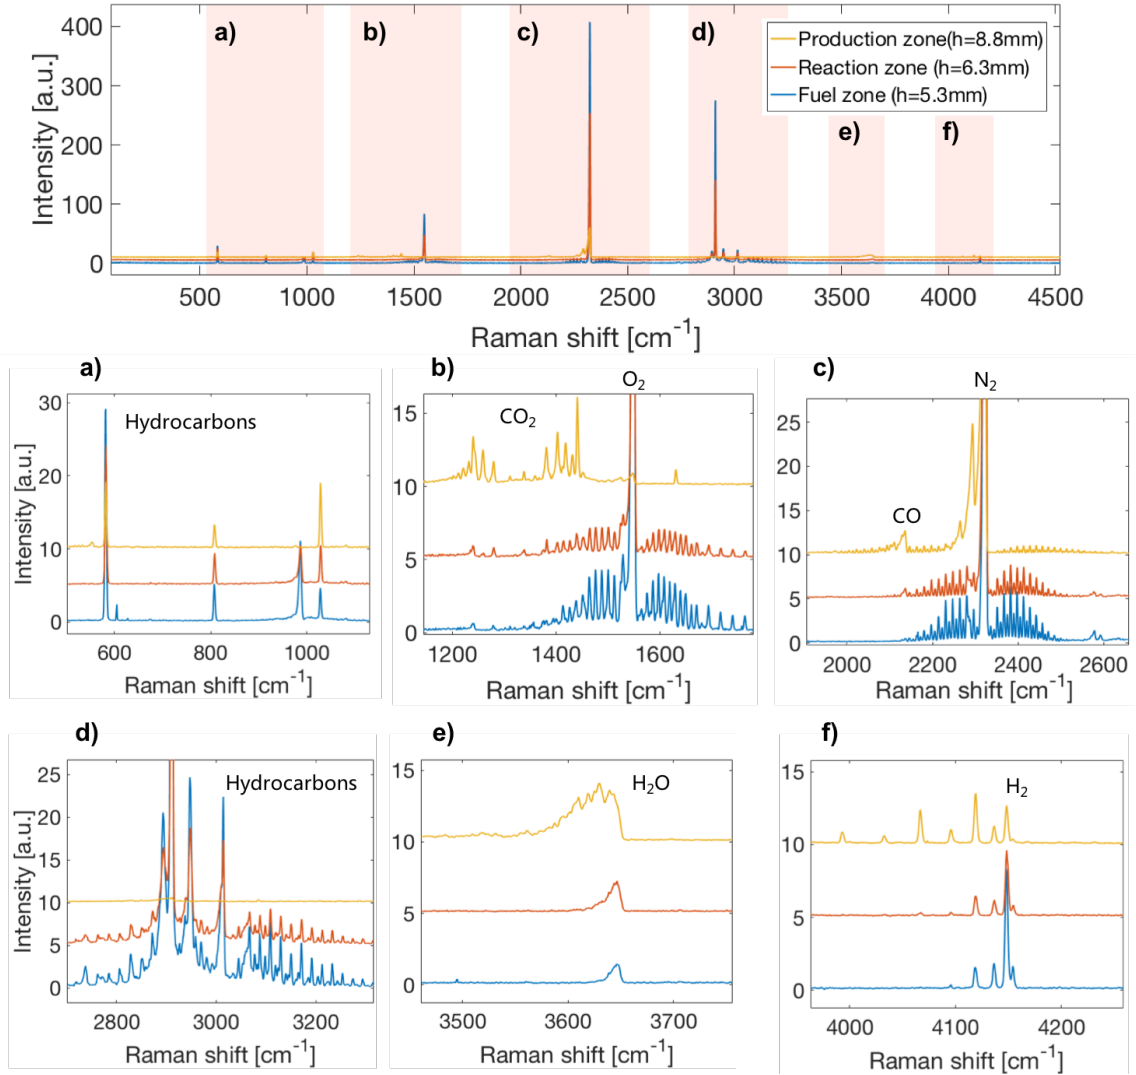 a)
b)
c)
d)
e)
f)
Production zone(h=8.8mm)
Reaction zone (h=6.3mm)
Fuel zone (h=5.3mm)
Intensity [a.u.]
400
300
200
100
0
500 1000 1500 2000 2500 3000 3500 4000 4500
Raman shift [cm⁻¹]
a)
Hydrocarbons
Intensity [a.u.]
30
20
10
0
600 800 1000
Raman shift [cm⁻¹]
b)
O₂
CO₂
15
10
5
0
1200 1400 1600
Raman shift [cm⁻¹]
c)
N₂
CO
25
20
15
10
5
0
2000 2200 2400 2600
Raman shift [cm⁻¹]
d)
Hydrocarbons
Intensity [a.u.]
25
20
15
10
5
0
2800 3000 3200
Raman shift [cm⁻¹]
e)
H₂O
15
10
5
0
3500 3600 3700
Raman shift [cm⁻¹]
f)
H₂
15
10
5
0
4000 4100 4200
Raman shift [cm⁻¹]